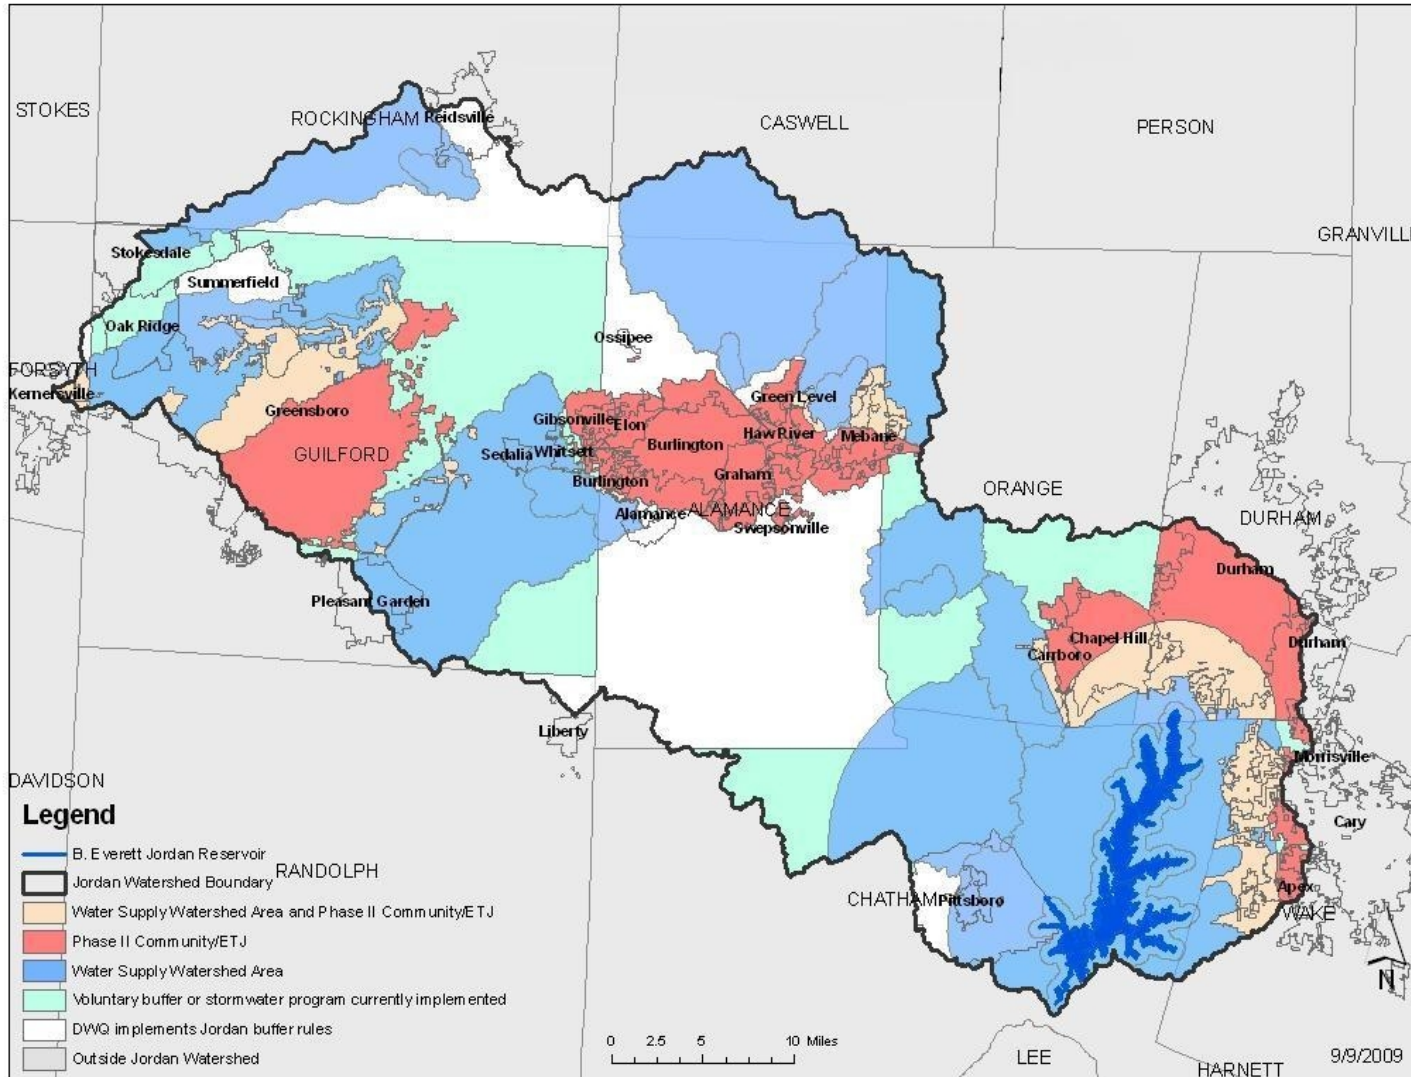 STOKES
ROCKINGHAM
Reidsville
CASWELL
PERSON
GRANVILLE
Stokesdale
Summerfield
Oak Ridge
FORSYTH
Kernersville
Ossipee
Greensboro
GUILFORD
Gibsonville
Elon
Green Level
Sedalia
Whitsett
Burlington
Haw River
Mebane
Burlington
Graham
Alamance
ALAMANCE
Swepsonville
ORANGE
DURHAM
Durham
Pleasant Garden
Chapel Hill
Carrboro
Durham
Liberty
Morrisville
Cary
DAVIDSON
RANDOLPH
CHATHAM
Pittsboro
Apex
WAKE
Legend
B. Everett Jordan Reservoir
Jordan Watershed Boundary
Water Supply Watershed Area and Phase II Community/ETJ
Phase II Community/ETJ
Water Supply Watershed Area
Voluntary buffer or stormwater program currently implemented
DWQ implements Jordan buffer rules
Outside Jordan Watershed
0 2.5 5 10 Miles
N
LEE
HARNETT
9/9/2009